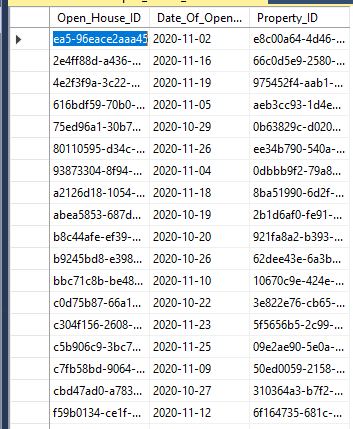 Open_House_ID Date_Of_Open... Property_ID
ea5-96eace2aaa45 2020-11-02 e8c00a64-4d46-...
2e4ff88d-a436-... 2020-11-16 66c0d5e9-2580-...
4e2f3f9a-3c22-... 2020-11-19 975452f4-aab1-...
616bdf59-70b0-... 2020-11-05 aeb3cc93-1d4e...
75ed96a1-30b7... 2020-10-29 0b63829c-d020...
80110595-d34c-... 2020-11-26 ee34b790-540a-...
93873304-8f94-... 2020-11-04 0dbbb9f2-79a8...
a2126d18-1054-... 2020-11-18 8ba51990-6d2f-...
abea5853-687d... 2020-10-19 2b1d6af0-fe91-...
b8c44afe-ef39-... 2020-10-20 921fa8a2-b393-...
b9245bd8-e398... 2020-10-26 62dee43e-6a3b...
bbc71c8b-be48... 2020-11-10 10670c9e-424e-...
c0d75b87-66a1... 2020-10-22 3e822e76-cb65-...
c304f156-2608-... 2020-11-23 5f5656b5-2c99-...
c5b906c9-3bc7... 2020-11-25 09e2ae90-5e0a-...
c7fb58bd-9064-... 2020-11-09 50ed0059-2158-...
cbd47ad0-a783... 2020-10-27 310364a3-b7f2-...
f59b0134-ce1f-... 2020-11-12 6f164735-681c-...